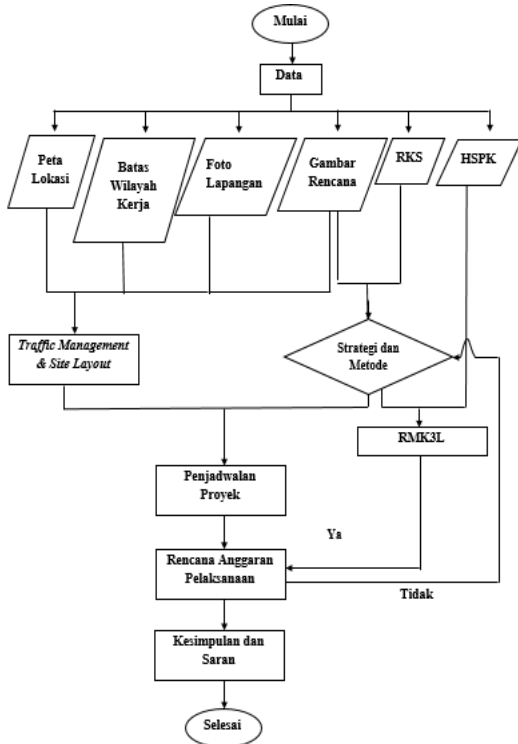 Mulai
Data
Peta
Lokasi
Batas
Wilayah
Kerja
Foto
Lapangan
Gambar
Rencana
RKS
HSPK
Traffic Management
& Site Layout
Strategi dan
Metode
RMK3L
Penjadwalan
Proyek
Ya
Rencana Anggaran
Pelaksanaan
Tidak
Kesimpulan dan
Saran
Selesai